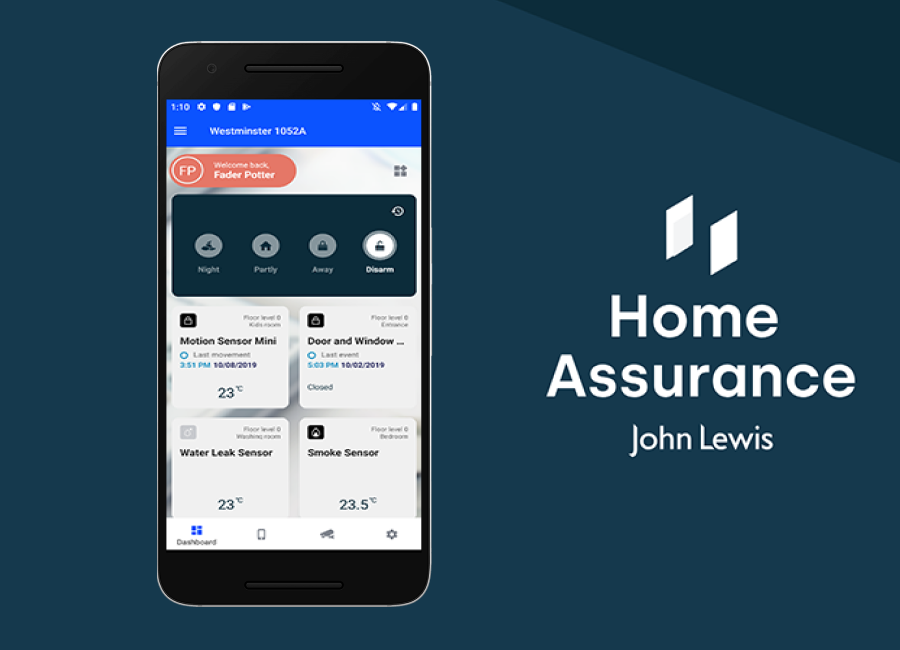 1:10
Westminster 1052A
FP
Welcome back,
Fader Potter
Night
Partly
Away
Disarm
Floor level 0
Kids room
Motion Sensor Mini
Last movement
3:51 PM 10/08/2019
23°C
Floor level 0
Entrance
Door and Window ...
Last event
5:03 PM 10/02/2019
Closed
Floor level 0
Washing room
Water Leak Sensor
23°C
Floor level 0
Bedroom
Smoke Sensor
23.5°C
Dashboard
Home
Assurance
John Lewis